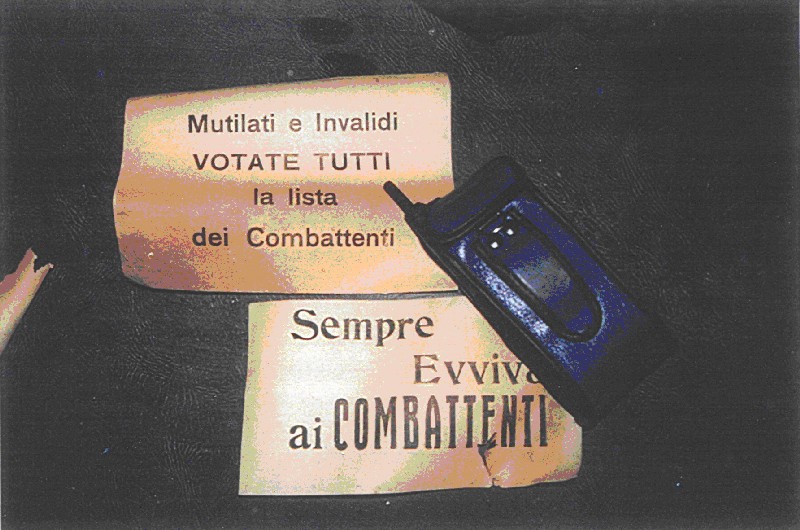 Mutilati e Invalidi
VOTATE TUTTI
la lista
dei Combattenti
Sempre
Evviva
ai COMBATTENTI